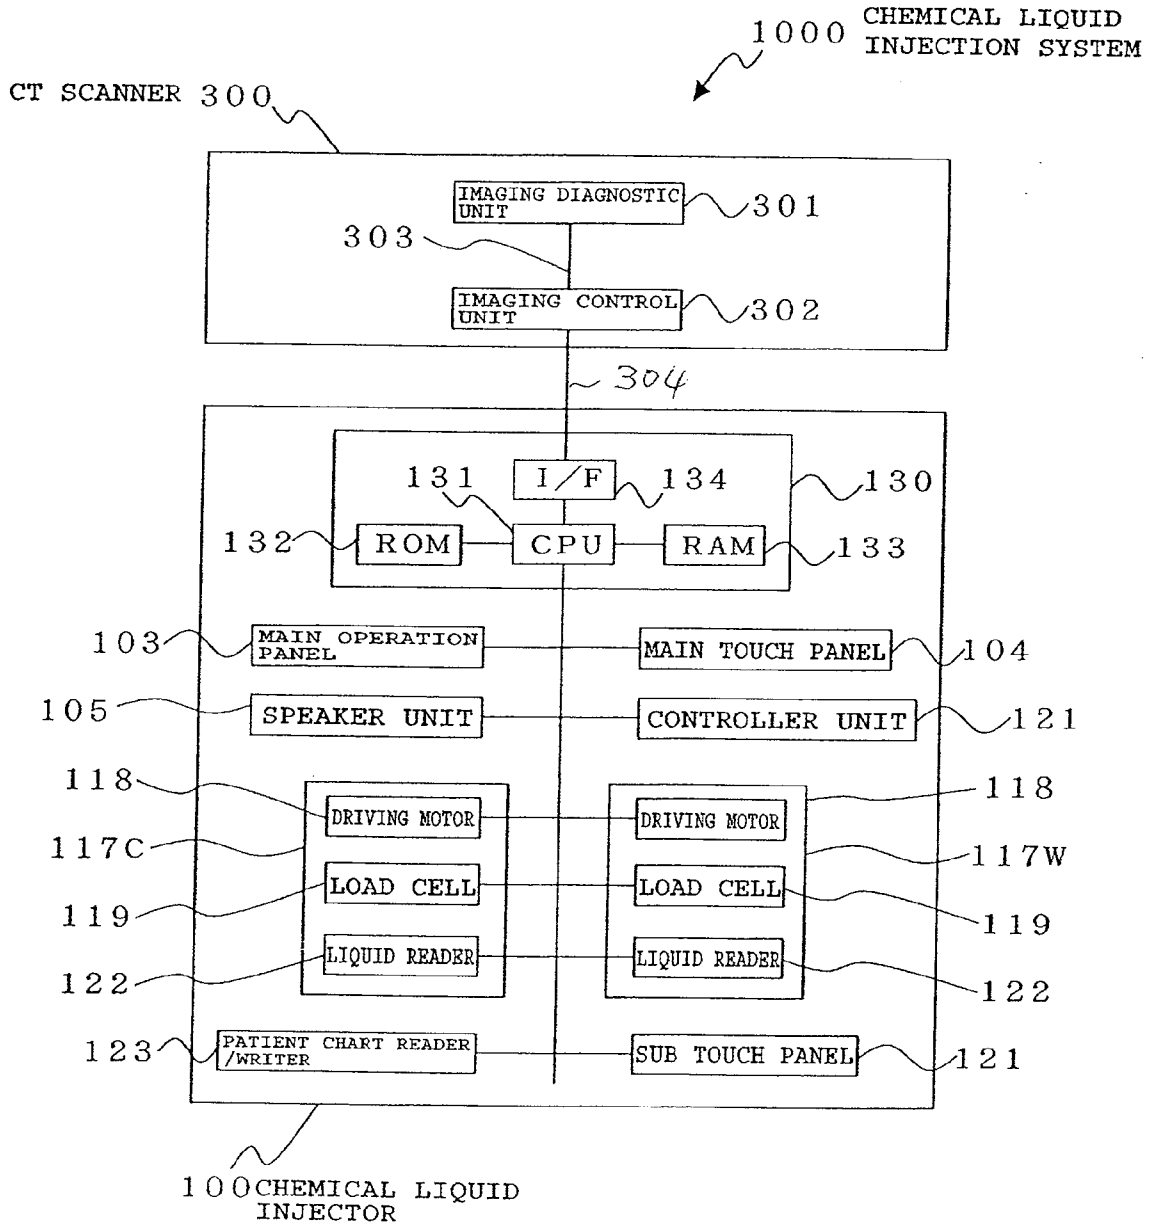 1000 CHEMICAL LIQUID
INJECTION SYSTEM
CT SCANNER 300
IMAGING DIAGNOSTIC
UNIT
301
303
IMAGING CONTROL
UNIT
302
304
131
I/F
134
130
132
ROM
CPU
RAM
133
103
MAIN OPERATION
PANEL
MAIN TOUCH PANEL
104
105
SPEAKER UNIT
CONTROLLER UNIT
121
118
DRIVING MOTOR
DRIVING MOTOR
118
117C
117W
LOAD CELL
LOAD CELL
119
119
LIQUID READER
LIQUID READER
122
122
123
PATIENT CHART READER
/WRITER
SUB TOUCH PANEL
121
100 CHEMICAL LIQUID
INJECTOR